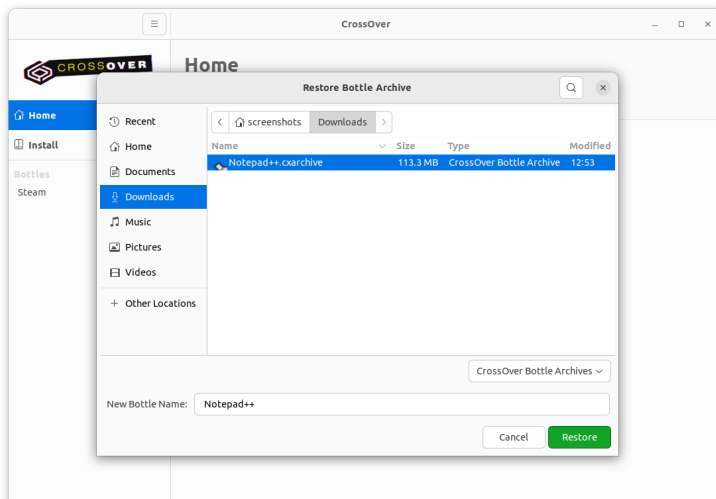 CrossOver
CROSSOVER
Home
Home
Install
Bottles
Steam
Restore Bottle Archive
Recent
Home
Documents
Downloads
Music
Pictures
Videos
Other Locations
screenshots Downloads
Name Size Type Modified
Notepad++.cxarchive 113.3 MB CrossOver Bottle Archive 12:53
CrossOver Bottle Archives
New Bottle Name: Notepad++
Cancel Restore